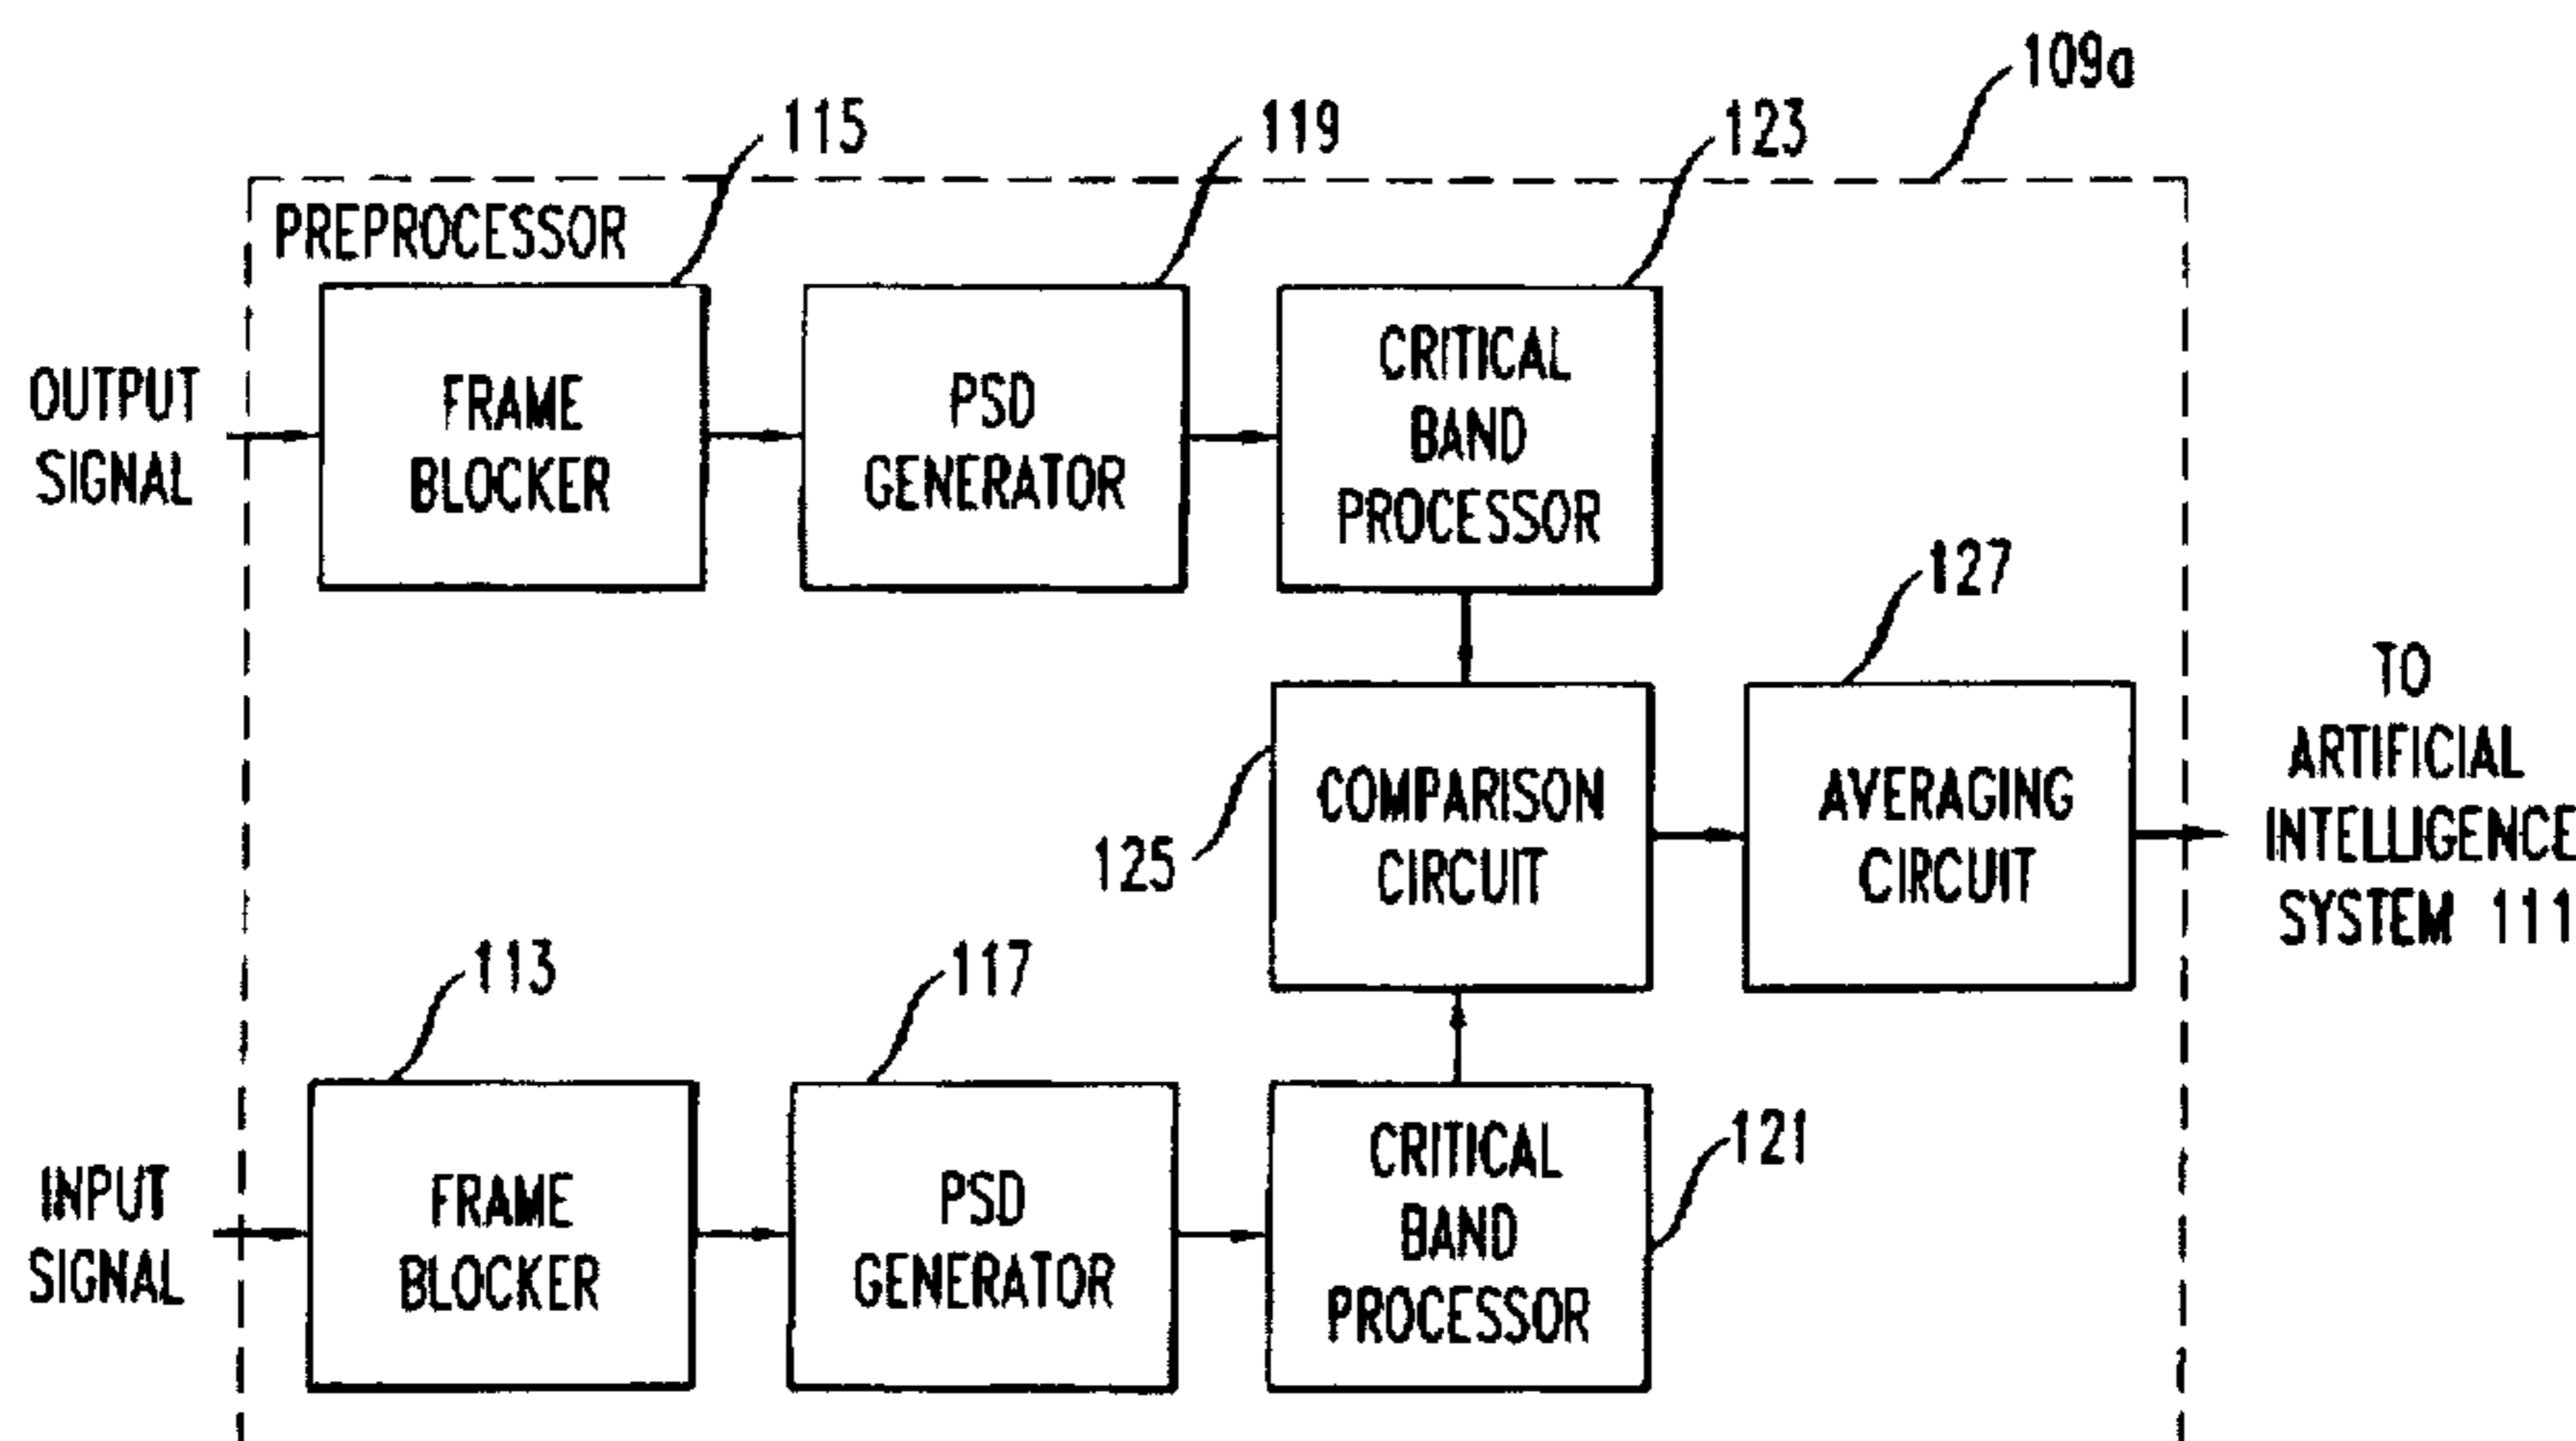 109a
115
119
123
PREPROCESSOR
OUTPUT
SIGNAL
FRAME
BLOCKER
PSD
GENERATOR
CRITICAL
BAND
PROCESSOR
127
125
COMPARISON
CIRCUIT
AVERAGING
CIRCUIT
TO
ARTIFICIAL
INTELLIGENCE
SYSTEM 111
113
117
121
INPUT
SIGNAL
FRAME
BLOCKER
PSD
GENERATOR
CRITICAL
BAND
PROCESSOR